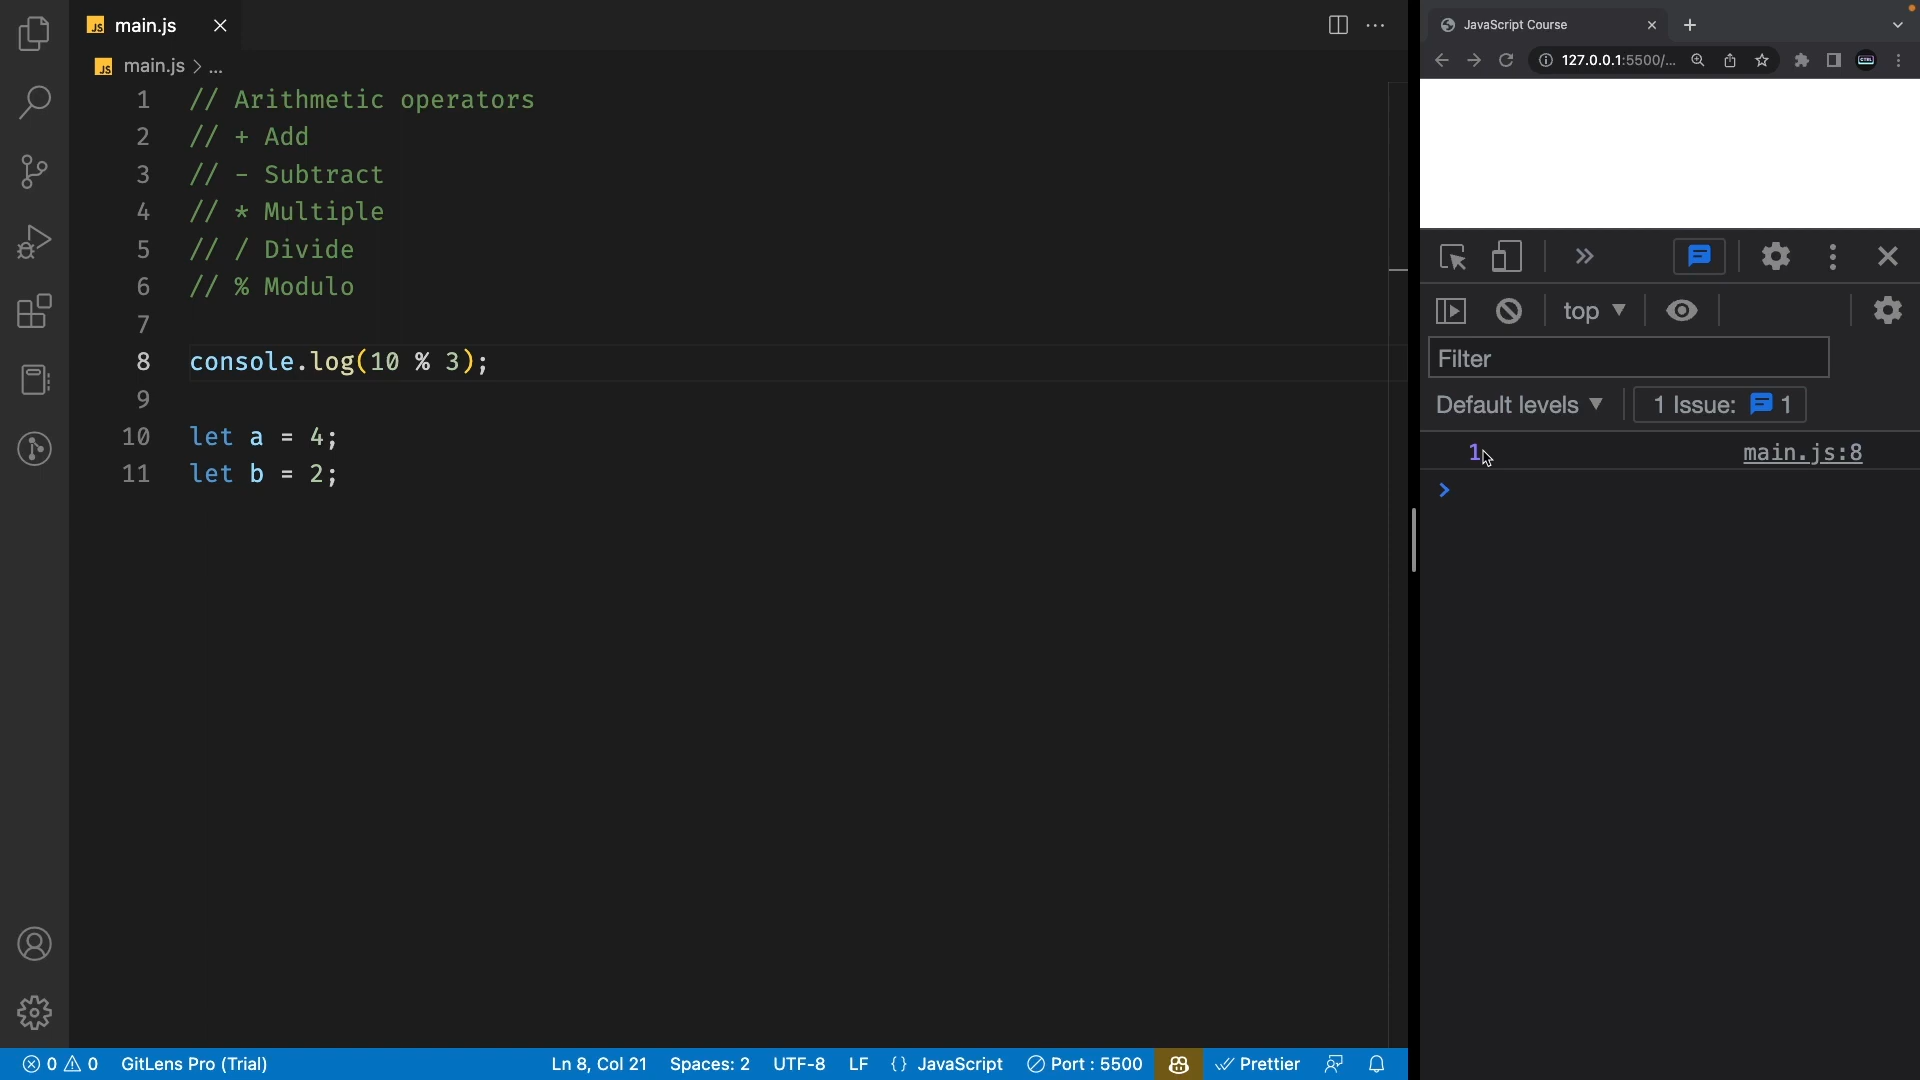 main.js
main.js > ...
1 // Arithmetic operators
2 // + Add
3 // - Subtract
4 // * Multiple
5 // / Divide
6 // % Modulo
7
8 console.log(10 % 3);
9
10 let a = 4;
11 let b = 2;
0 0 GitLens Pro (Trial) Ln 8, Col 21 Spaces: 2 UTF-8 LF {} JavaScript Port : 5500 Prettier
JavaScript Course
127.0.0.1:5500/...
top
Filter
Default levels 1 Issue: 1
1 main.js:8
>